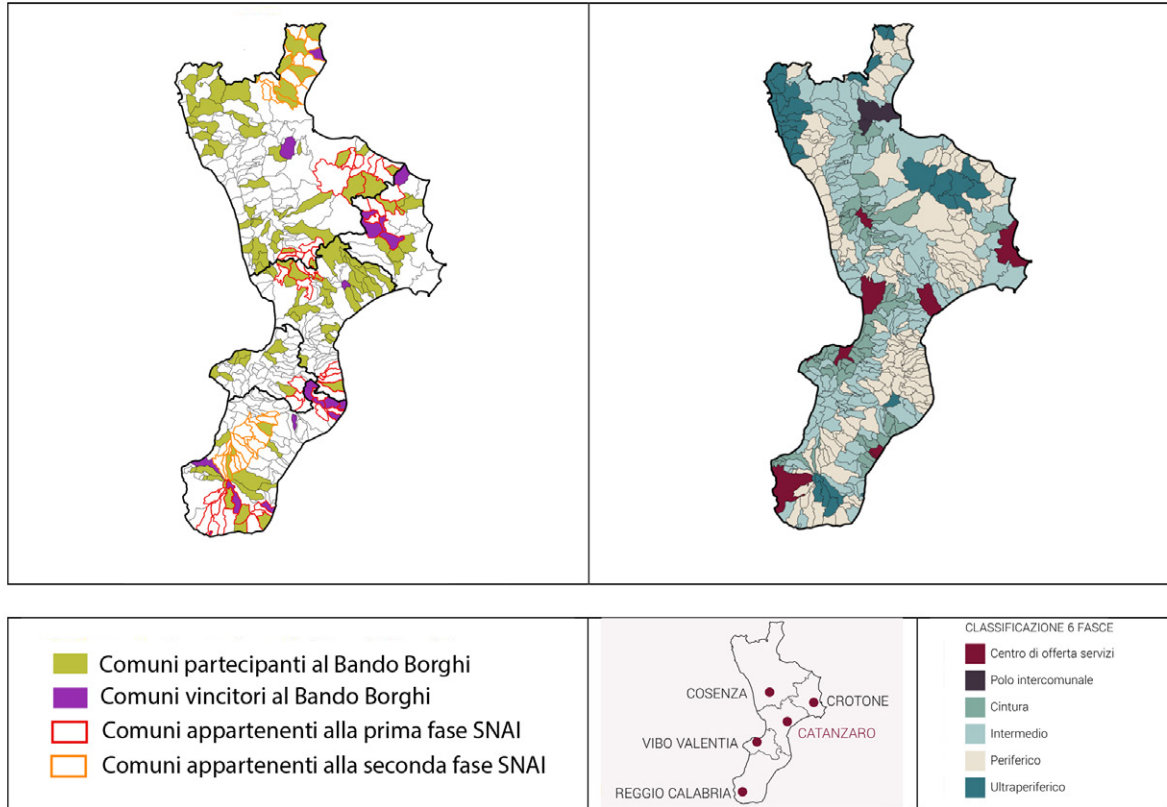 Comuni partecipanti al Bando Borghi
Comuni vincitori al Bando Borghi
Comuni appartenenti alla prima fase SNAI
Comuni appartenenti alla seconda fase SNAI
COSENZA
CROTONE
CATANZARO
VIBO VALENTIA
REGGIO CALABRIA
CLASSIFICAZIONE 6 FASCE
Centro di offerta servizi
Polo intercomunale
Cintura
Intermedio
Periferico
Ultraperiferico